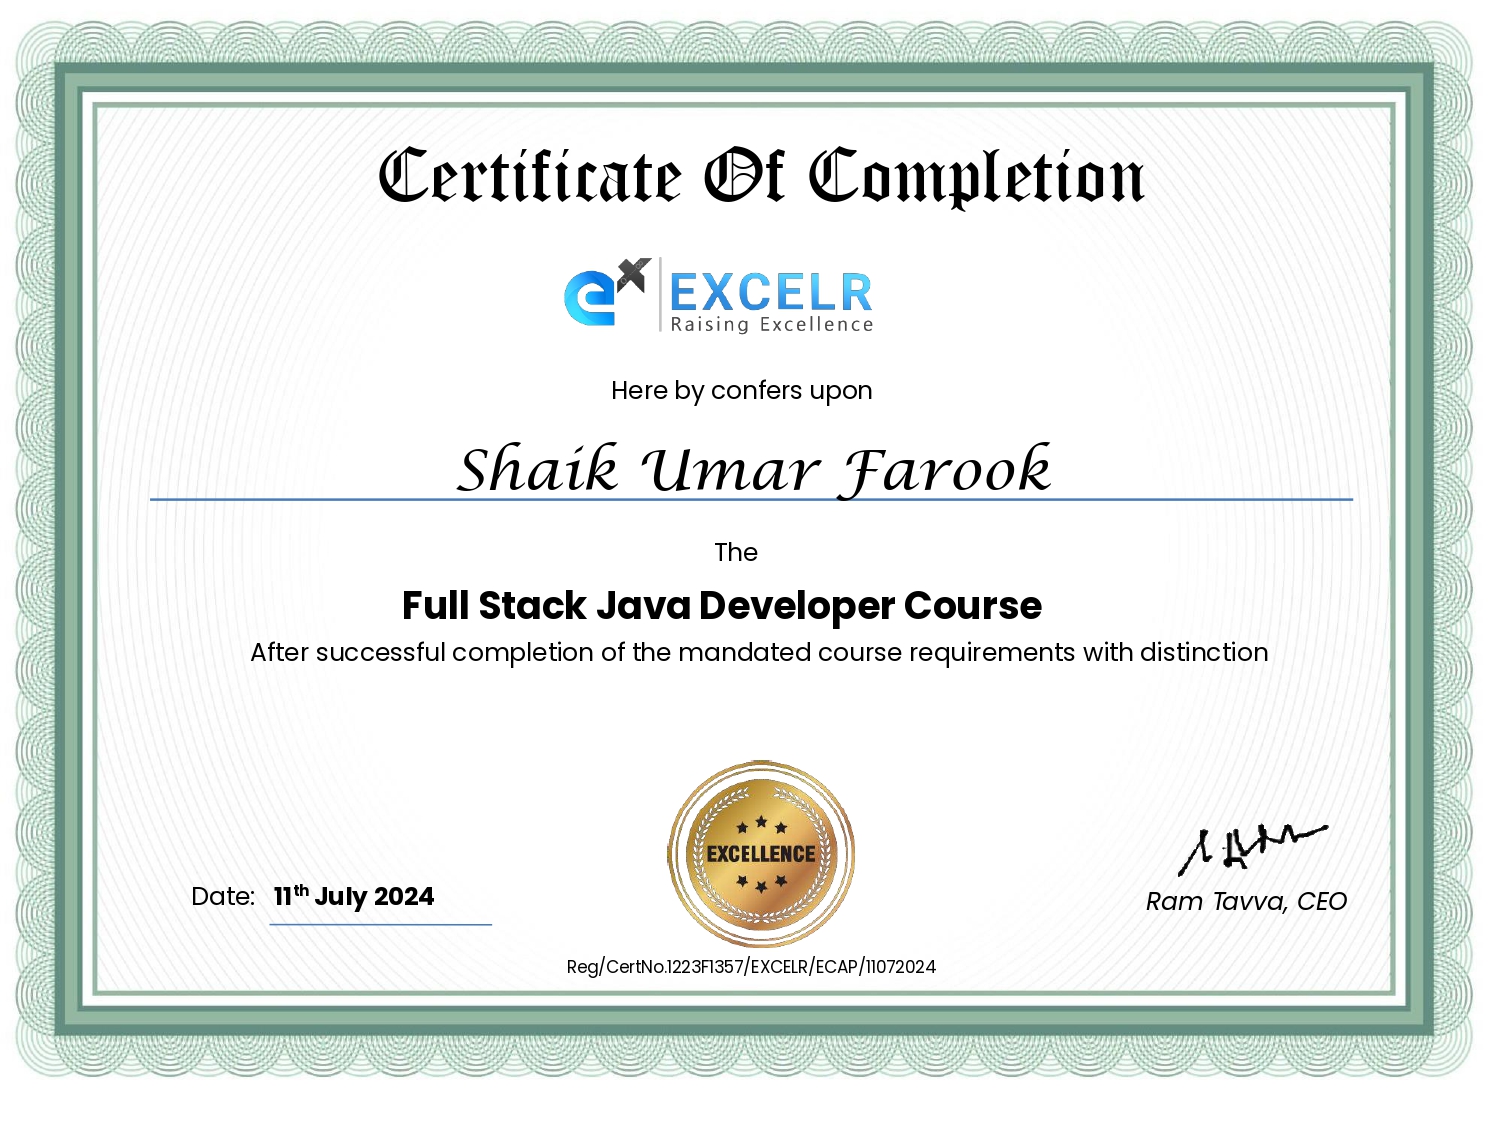 Certificate Of Completion
EXCELR
Raising Excellence
Here by confers upon
Shaik Umar Farook
The
Full Stack Java Developer Course
After successful completion of the mandated course requirements with distinction
EXCELLENCE
Date: 11th July 2024
Ram Tavva, CEO
Reg/CertNo.1223F1357/EXCELR/ECAP/11072024